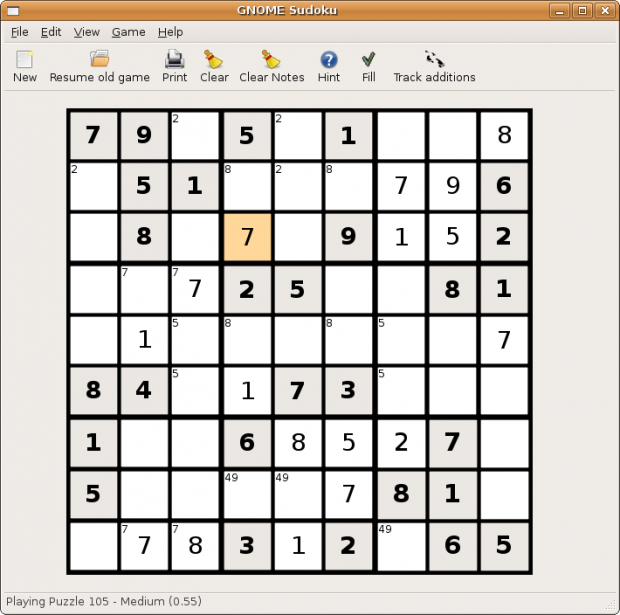 GNOME Sudoku
File Edit View Game Help
New Resume old game Print Clear Clear Notes Hint Fill Track additions
7 9 2 5 2 1 8
2 5 1 8 2 8 7 9 6
8 7 9 1 5 2
7 7 7 2 5 8 1
1 5 8 8 5 7
8 4 5 1 7 3 5
1 6 8 5 2 7
5 49 49 7 8 1
7 7 7 8 3 1 2 49 6 5
Playing Puzzle 105 - Medium (0.55)